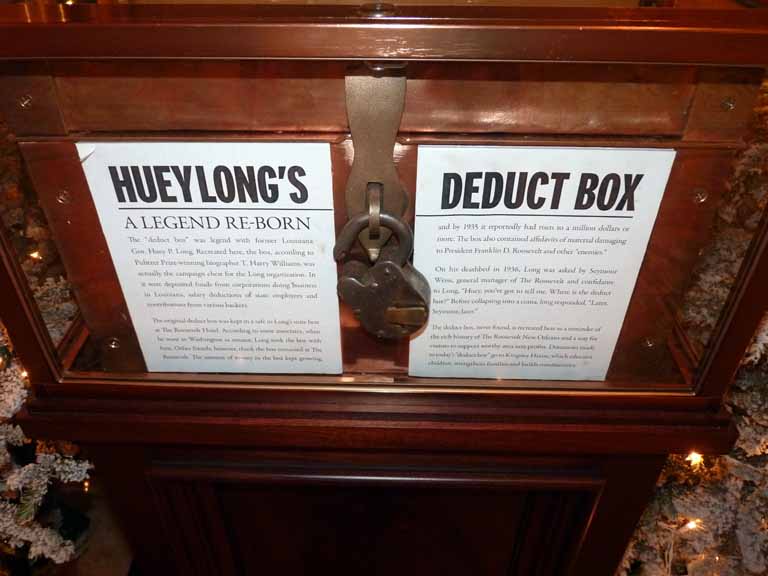 HUEY LONG'S
A LEGEND RE-BORN
The "deduct box" was legend with former Louisiana
Gov. Huey P. Long. Recreated here, the box, according to
Pulitzer Prize-winning biographer T. Harry Williams, was
actually the campaign chest for the Long organization. In
it were deposited funds from corporations doing business
in Louisiana, salary deductions of state employees and
contributions from various backers.
The original deduct box was kept in a safe in Long's suite here
at The Roosevelt Hotel. According to some associates, when
he went to Washington as senator, Long took the box with
him. Other friends, however, think the box remained at The
Roosevelt. The amount of money in the box kept growing,
DEDUCT BOX
and by 1935 it reportedly had risen to a million dollars or
more. The box also contained affidavits of material damaging
to President Franklin D. Roosevelt and other "enemies."
On his deathbed in 1936, Long was asked by Seymour
Weiss, general manager of The Roosevelt and confidante
to Long, "Huey, you've got to tell me. Where is the deduct
box?" Before collapsing into a coma, long responded, "Later,
Seymour, later."
The deduct box, never found, is recreated here as a reminder of
the rich history of The Roosevelt New Orleans and a way for
visitors to support worthy area non-profits. Donations made
to today's "deduct box" go to Kingsley House, which educates
children, strengthens families and builds communities.